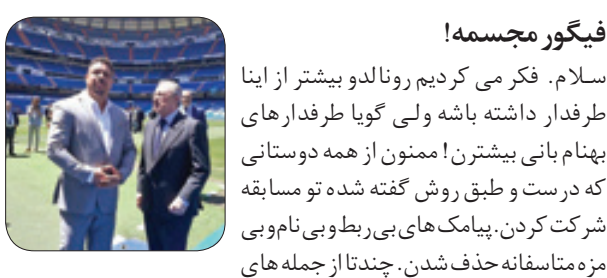 فیگور مجسمه!
سلام. فکر می کردیم رونالدو بیشتر از اینا
طرفدار داشته باشه ولی گویا طرفدارهای
بهنام بانی بیشترن! ممنون از همه دوستانی
که درست و طبق روش گفته شده تو مسابقه
شرکت کردن. پیامک های بی ربط و بی نام و بی
مزه متاسفانه حذف شدن. چندتا از جمله های